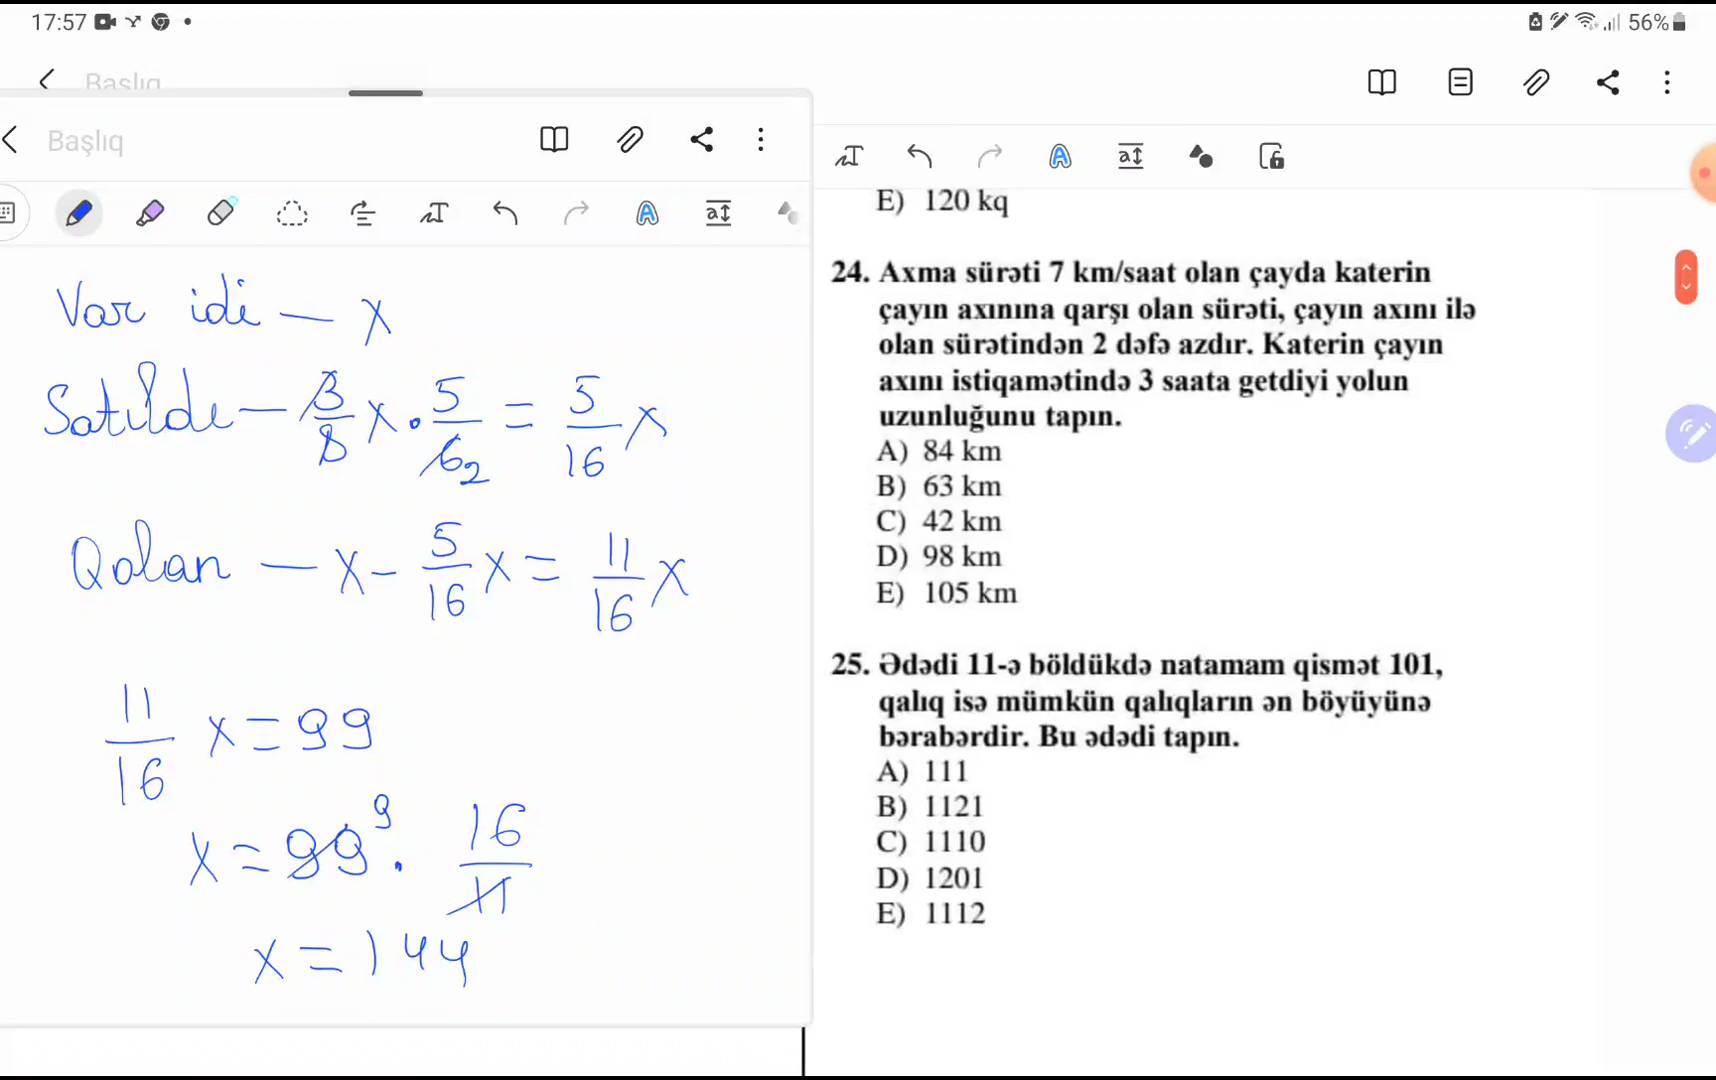 17:57
56%
Başlıq
Başlıq
Var idi — x
Satıldı — 3/8 x · 5/6 2 = 5/16 x
Qalan — x - 5/16 x = 11/16 x
11/16 x = 99
x = 99 9 · 16/11
x = 144
E) 120 kq
24. Axma sürəti 7 km/saat olan çayda katerin
çayın axınına qarşı olan sürəti, çayın axını ilə
olan sürətindən 2 dəfə azdır. Katerin çayın
axını istiqamətində 3 saata getdiyi yolun
uzunluğunu tapın.
A) 84 km
B) 63 km
C) 42 km
D) 98 km
E) 105 km
25. Ədədi 11-ə böldükdə natamam qismət 101,
qalıq isə mümkün qalıqların ən böyüyünə
bərabərdir. Bu ədədi tapın.
A) 111
B) 1121
C) 1110
D) 1201
E) 1112